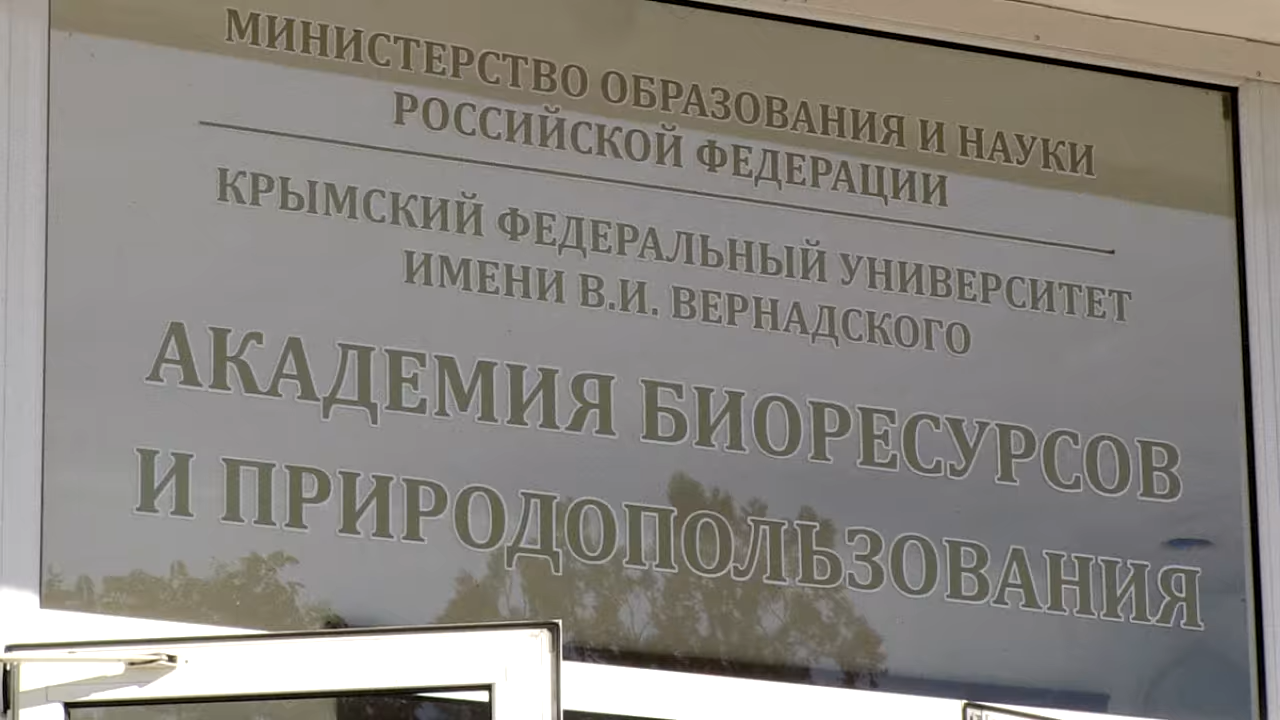 МИНИСТЕРСТВО ОБРАЗОВАНИЯ И НАУКИ
РОССИЙСКОЙ ФЕДЕРАЦИИ
КРЫМСКИЙ ФЕДЕРАЛЬНЫЙ УНИВЕРСИТЕТ
ИМЕНИ В.И. ВЕРНАДСКОГО
АКАДЕМИЯ БИОРЕСУРСОВ
И ПРИРОДОПОЛЬЗОВАНИЯ